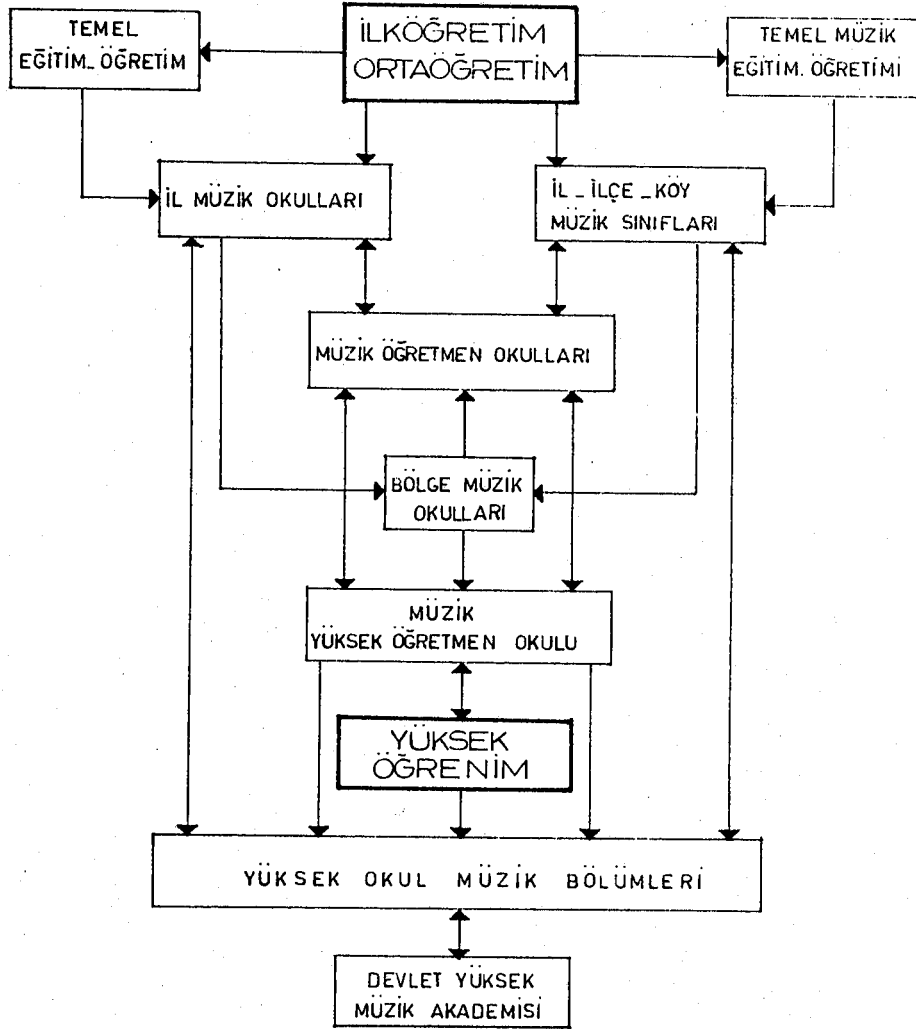 TEMEL
EĞİTİM_ÖĞRETİM
İLKÖĞRETİM
ORTAÖĞRETİM
TEMEL MÜZİK
EĞİTİM. ÖĞRETİMİ
İL MÜZİK OKULLARI
İL _ İLÇE _ KÖY
MÜZİK SINIFLARI
MÜZİK ÖĞRETMEN OKULLARI
BÖLGE MÜZİK
OKULLARI
MÜZİK
YÜKSEK ÖĞRETMEN OKULU
YÜKSEK
ÖĞRENİM
YÜKSEK OKUL MÜZİK BÖLÜMLERİ
DEVLET YÜKSEK
MÜZİK AKADEMİSİ